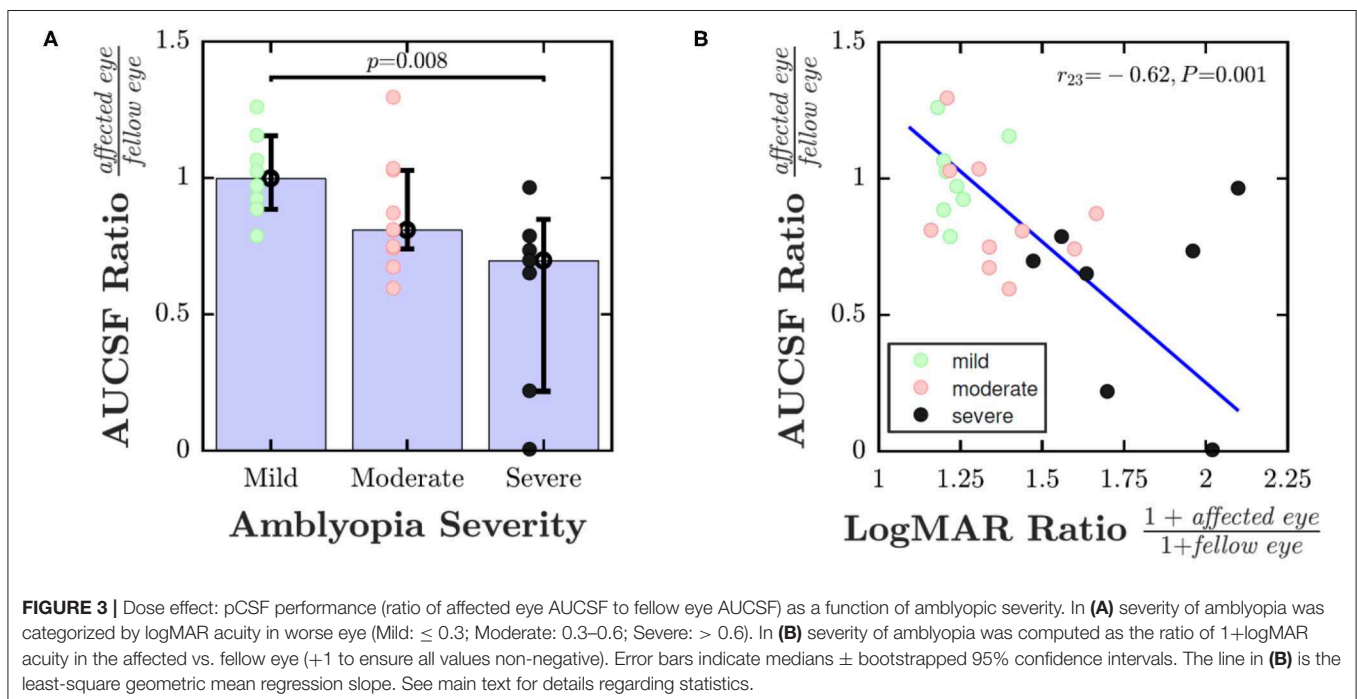 A
AUCSF Ratio affected eye / fellow eye
1.5
1
0.5
0
p=0.008
Mild Moderate Severe
Amblyopia Severity
B
AUCSF Ratio affected eye / fellow eye
1.5
1
0.5
0
r23= − 0.62, P=0.001
mild
moderate
severe
1 1.25 1.5 1.75 2 2.25
LogMAR Ratio 1 + affected eye / 1+fellow eye
FIGURE 3 | Dose effect: pCSF performance (ratio of affected eye AUCSF to fellow eye AUCSF) as a function of amblyopic severity. In (A) severity of amblyopia was
categorized by logMAR acuity in worse eye (Mild: ≤ 0.3; Moderate: 0.3–0.6; Severe: > 0.6). In (B) severity of amblyopia was computed as the ratio of 1+logMAR
acuity in the affected vs. fellow eye (+1 to ensure all values non-negative). Error bars indicate medians ± bootstrapped 95% confidence intervals. The line in (B) is the
least-square geometric mean regression slope. See main text for details regarding statistics.